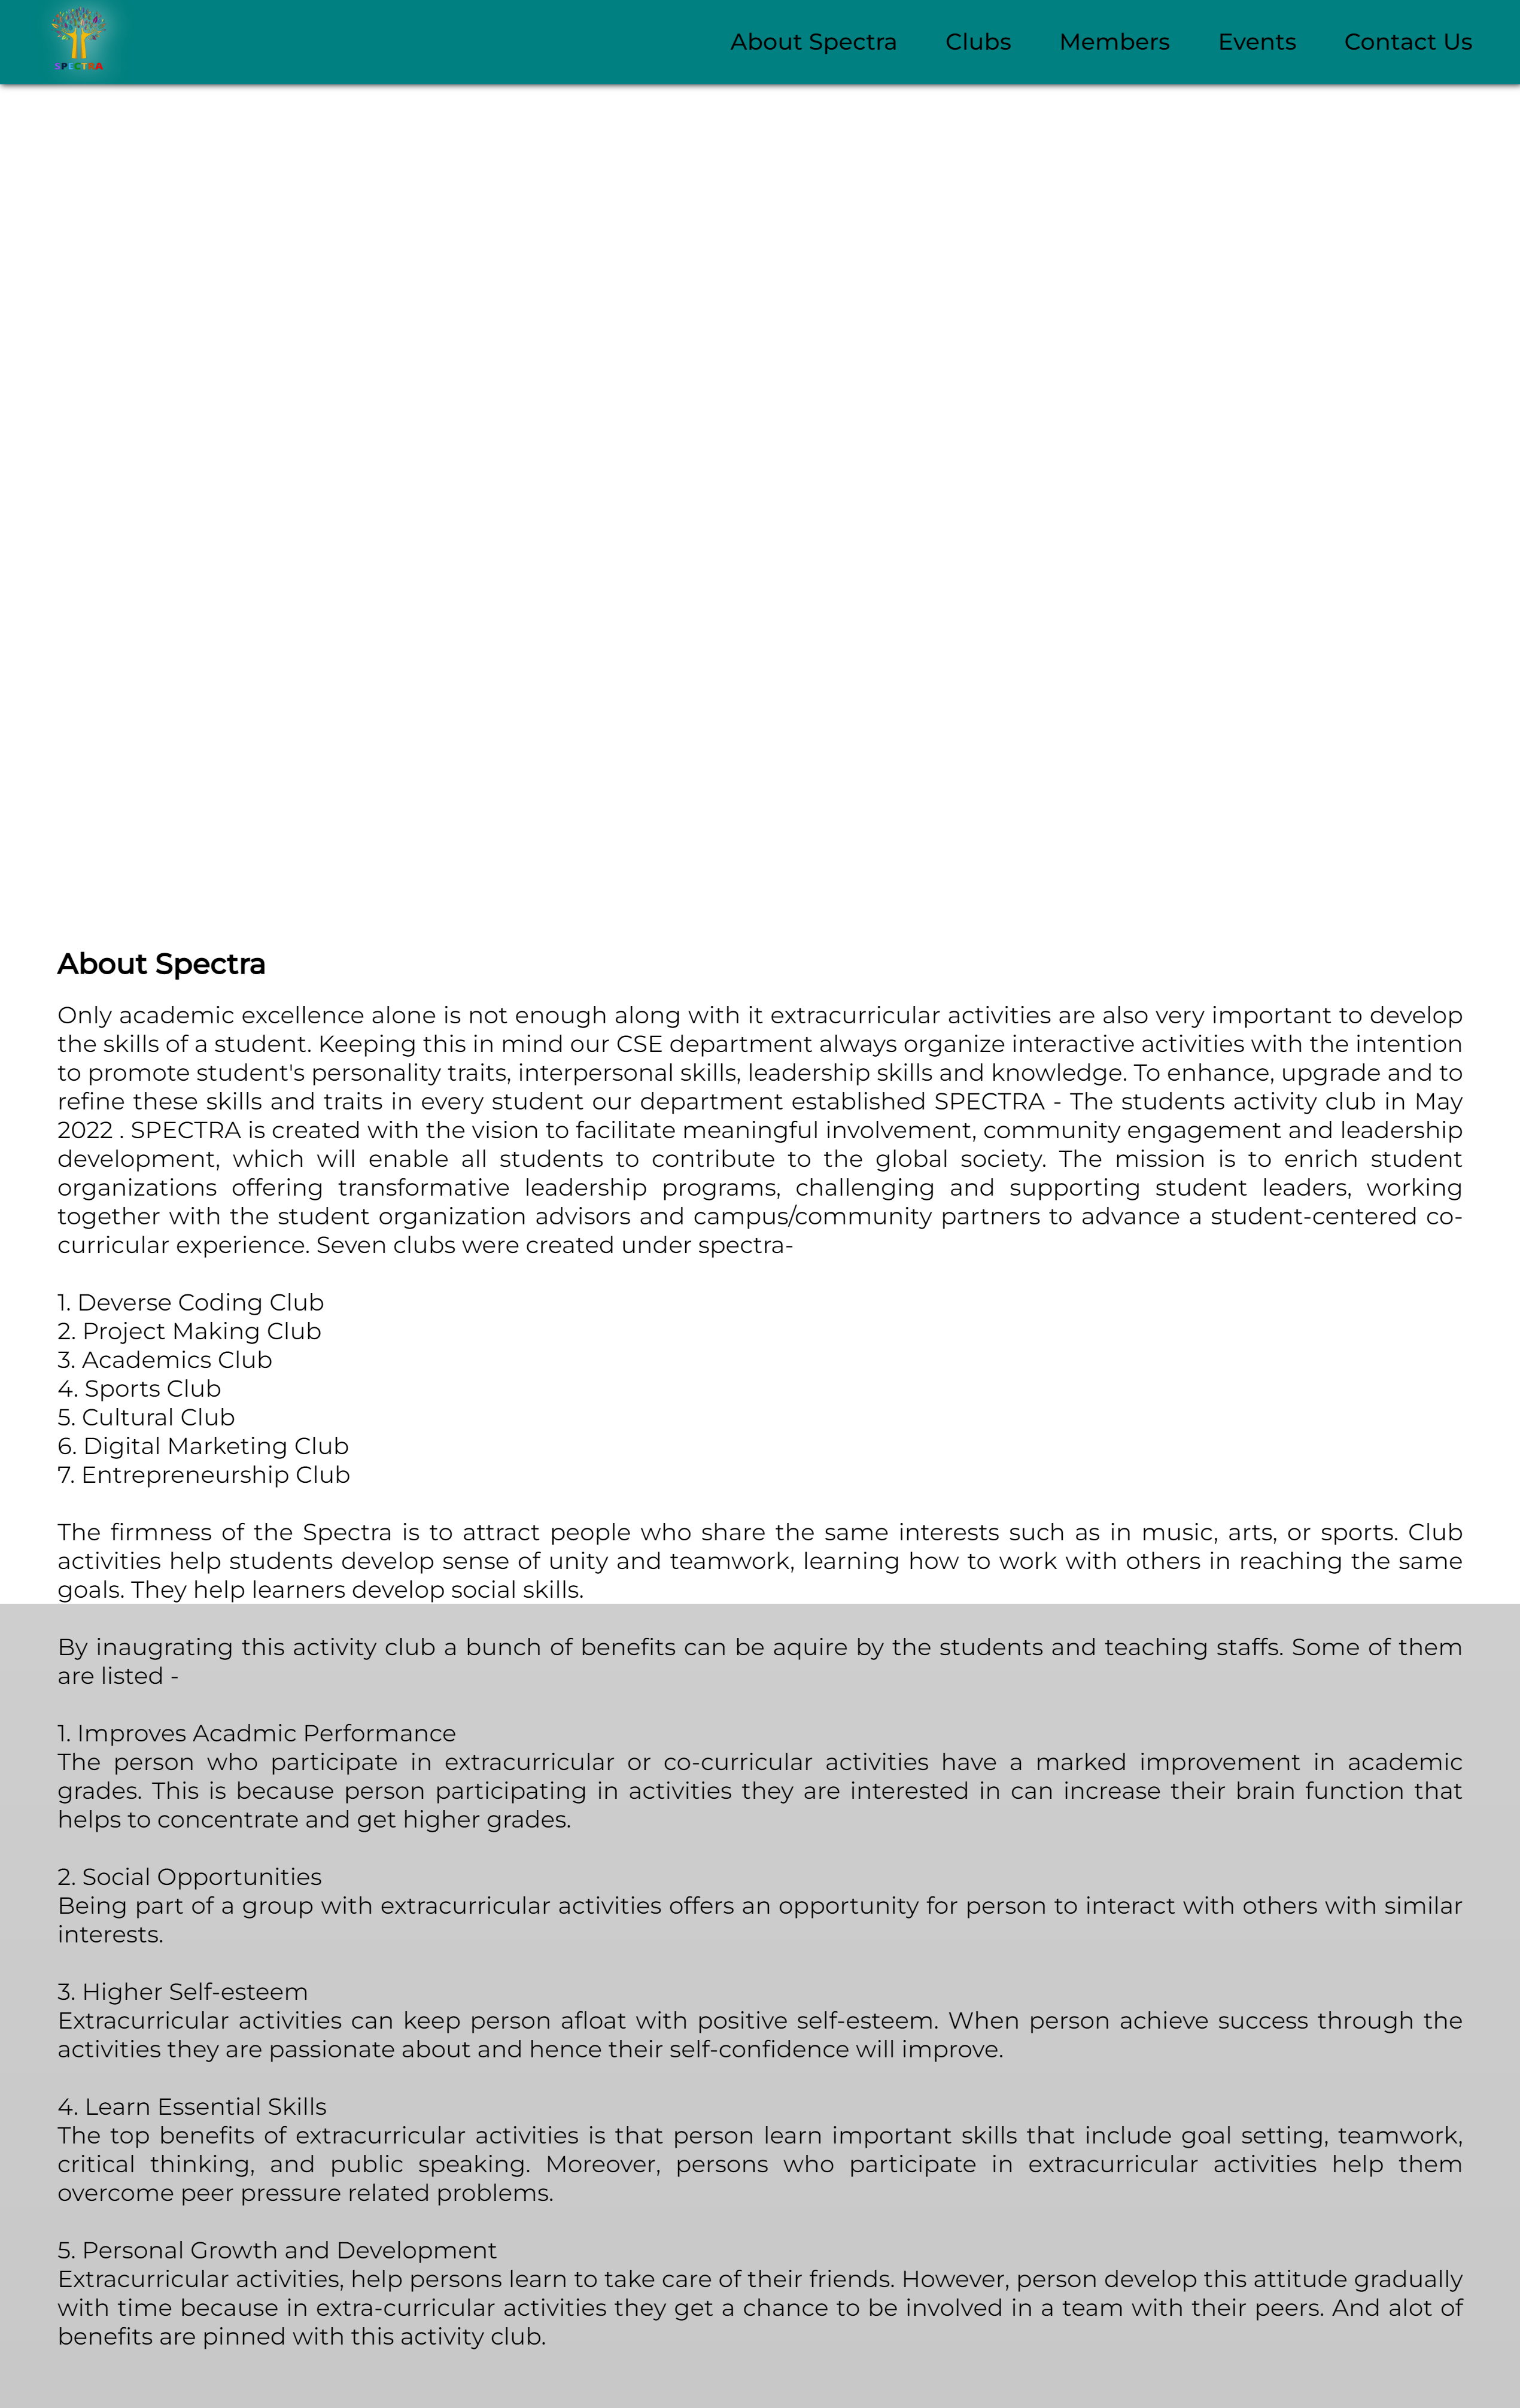 SPECTRA
About Spectra
Clubs
Members
Events
Contact Us
About Spectra
Only academic excellence alone is not enough along with it extracurricular activities are also very important to develop
the skills of a student. Keeping this in mind our CSE department always organize interactive activities with the intention
to promote student's personality traits, interpersonal skills, leadership skills and knowledge. To enhance, upgrade and to
refine these skills and traits in every student our department established SPECTRA - The students activity club in May
2022 . SPECTRA is created with the vision to facilitate meaningful involvement, community engagement and leadership
development, which will enable all students to contribute to the global society. The mission is to enrich student
organizations offering transformative leadership programs, challenging and supporting student leaders, working
together with the student organization advisors and campus/community partners to advance a student-centered co-
curricular experience. Seven clubs were created under spectra-
1. Deverse Coding Club
2. Project Making Club
3. Academics Club
4. Sports Club
5. Cultural Club
6. Digital Marketing Club
7. Entrepreneurship Club
The firmness of the Spectra is to attract people who share the same interests such as in music, arts, or sports. Club
activities help students develop sense of unity and teamwork, learning how to work with others in reaching the same
goals. They help learners develop social skills.
By inaugrating this activity club a bunch of benefits can be aquire by the students and teaching staffs. Some of them
are listed -
1. Improves Acadmic Performance
The person who participate in extracurricular or co-curricular activities have a marked improvement in academic
grades. This is because person participating in activities they are interested in can increase their brain function that
helps to concentrate and get higher grades.
2. Social Opportunities
Being part of a group with extracurricular activities offers an opportunity for person to interact with others with similar
interests.
3. Higher Self-esteem
Extracurricular activities can keep person afloat with positive self-esteem. When person achieve success through the
activities they are passionate about and hence their self-confidence will improve.
4. Learn Essential Skills
The top benefits of extracurricular activities is that person learn important skills that include goal setting, teamwork,
critical thinking, and public speaking. Moreover, persons who participate in extracurricular activities help them
overcome peer pressure related problems.
5. Personal Growth and Development
Extracurricular activities, help persons learn to take care of their friends. However, person develop this attitude gradually
with time because in extra-curricular activities they get a chance to be involved in a team with their peers. And alot of
benefits are pinned with this activity club.